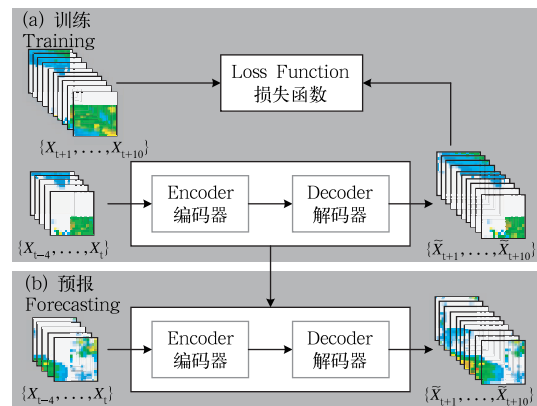 (a) 训练
Training
Loss Function
损失函数
{X_{t+1}, ..., X_{t+10}}
Encoder
编码器
Decoder
解码器
{X_{t-4}, ..., X_t}
{X̃_{t+1}, ..., X̃_{t+10}}
(b) 预报
Forecasting
Encoder
编码器
Decoder
解码器
{X_{t-4}, ..., X_t}
{X̃_{t+1}, ..., X̃_{t+10}}